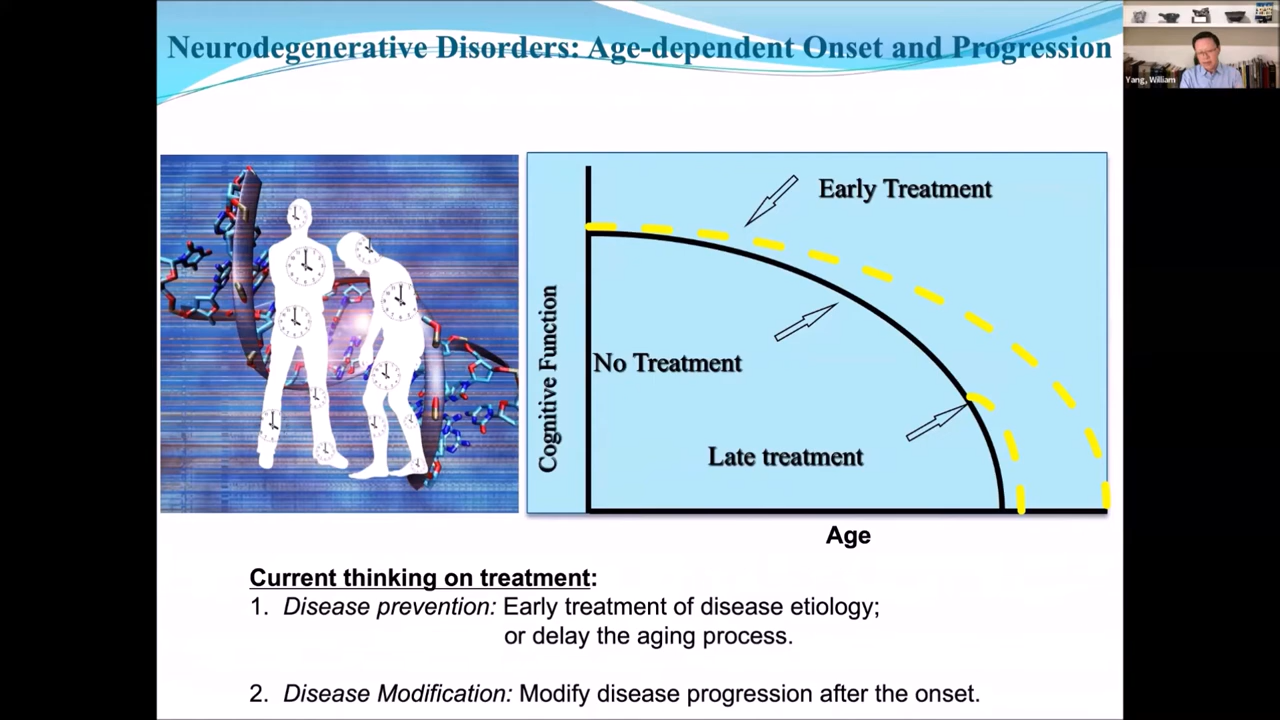 Neurodegenerative Disorders: Age-dependent Onset and Progression
Yang, William
Early Treatment
No Treatment
Late treatment
Cognitive Function
Age
Current thinking on treatment:
1. Disease prevention: Early treatment of disease etiology;
or delay the aging process.
2. Disease Modification: Modify disease progression after the onset.